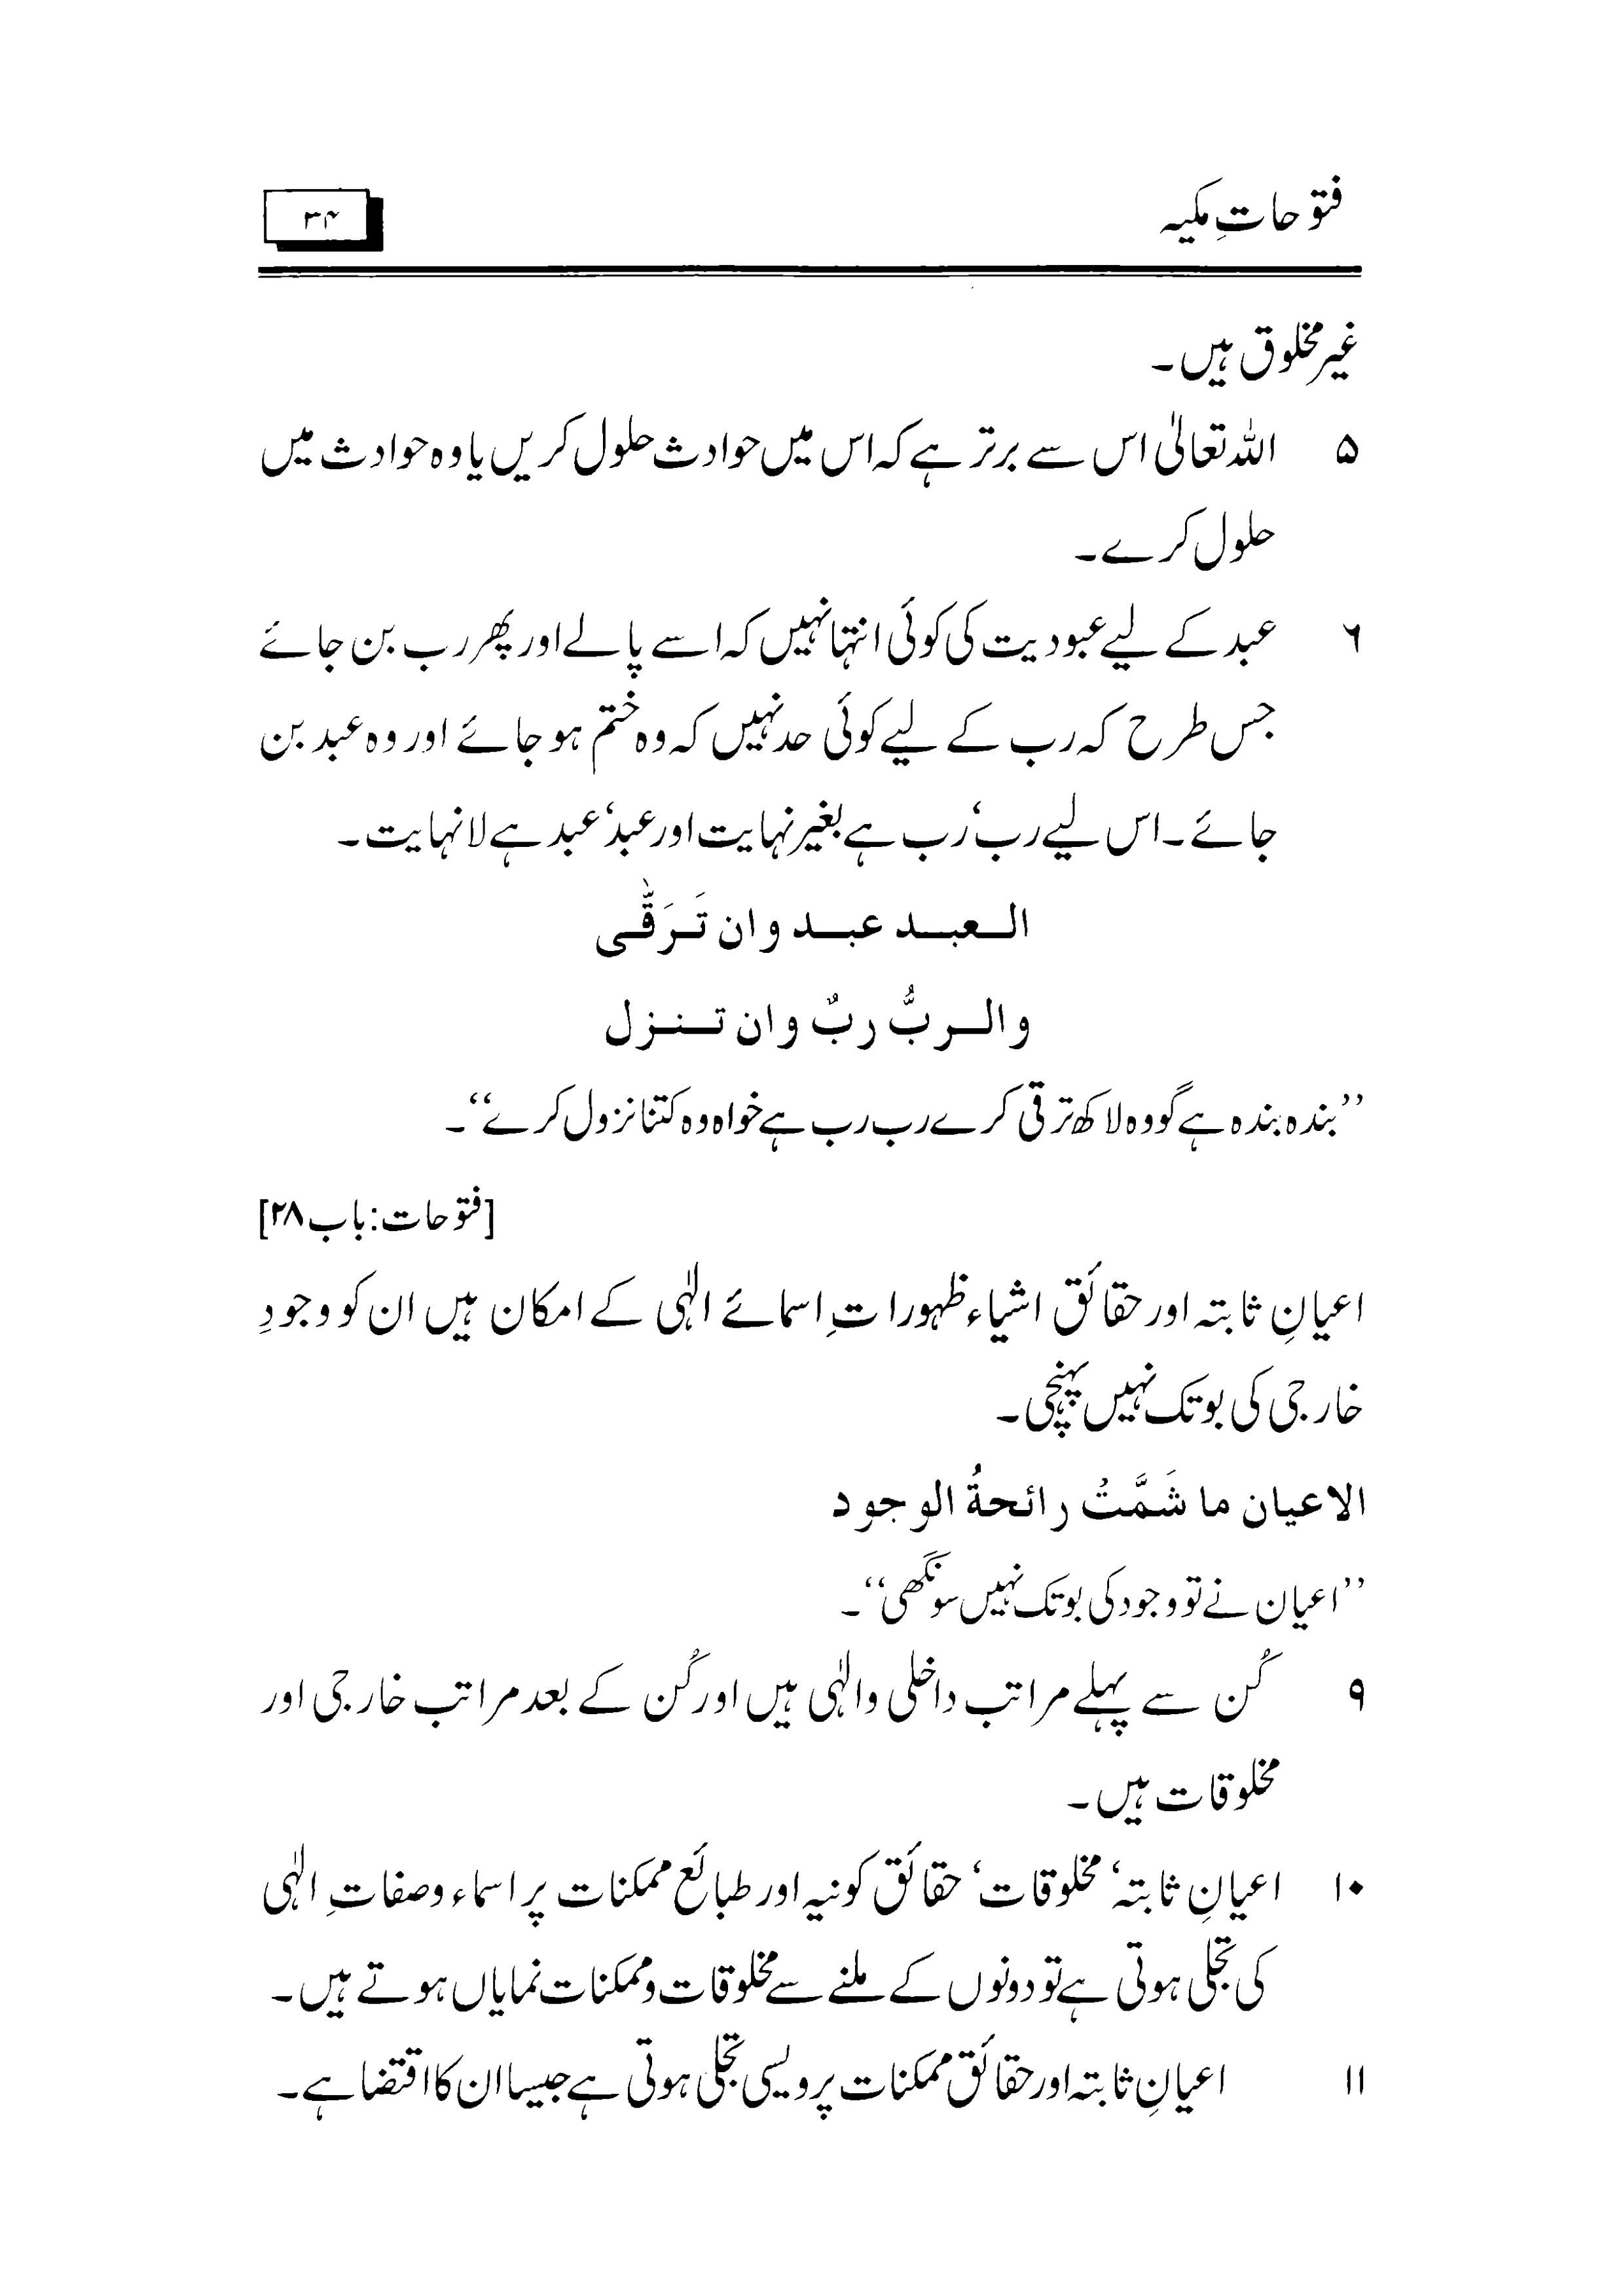 فتوحاتِ مکیہ
۳۴
غیر مخلوق ہیں۔
۵ اللہ تعالیٰ اس سے برتر ہے کہ اس میں حوادث حلول کریں یا وہ حوادث میں
حلول کرے۔
۶ عبد کے لیے عبودیت کی کوئی انتہا نہیں کہ اسے پالے اور پھر رب بن جائے
جس طرح کہ رب کے لیے کوئی حد نہیں کہ وہ ختم ہو جائے اور وہ عبد بن
جائے۔ اس لیے رب‘ رب ہے بغیر نہایت اور عبد‘ عبد ہے لا نہایت۔
العبد عبد وان تَرَقّٰی
والربُّ ربٌ وان تنزل
’’بندہ بندہ ہے گو وہ لاکھ ترقی کرے رب رب ہے خواہ وہ کتنا نزول کرے‘‘۔
[فتوحات: باب ۲۸]
اعیانِ ثابتہ اور حقائق اشیاء ظہوراتِ اسمائے الٰہی کے امکان ہیں ان کو وجودِ
خارجی کی بو تک نہیں پہنچی۔
الاعیان ما شَمَّتُ رائحةُ الوجود
’’اعیان نے تو وجود کی بو تک نہیں سونگھی‘‘۔
۹ کُن سے پہلے مراتب داخلی والٰہی ہیں اور کُن کے بعد مراتب خارجی اور
مخلوقات ہیں۔
۱۰ اعیانِ ثابتہ‘ مخلوقات‘ حقائق کونیہ اور طبائع ممکنات پر اسماء وصفاتِ الٰہی
کی تجلی ہوتی ہے تو دونوں کے ملنے سے مخلوقات وممکنات نمایاں ہوتے ہیں۔
۱۱ اعیانِ ثابتہ اور حقائق ممکنات پر ویسی تجلی ہوتی ہے جیسا ان کا اقتضا ہے۔